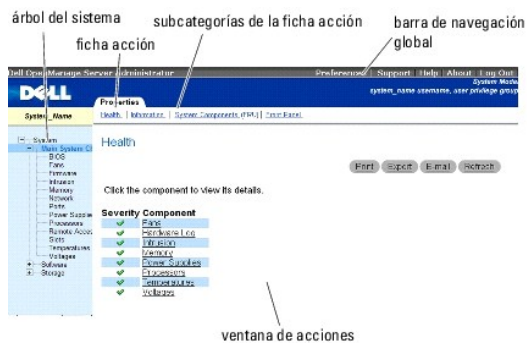 árbol del sistema
subcategorías de la ficha acción
barra de navegación
global
ficha acción
Dell OpenManage Server Administrator
Preferences | Support | Help | About | Log Out
DELL
System Mode
system_name username, user privilege group
Properties
System_Name
Health | Information | System Components (FRU) | Front Panel
System
Main System Ch
BIOS
Fans
Firmware
Intrusion
Memory
Network
Ports
Power Supplie
Processors
Remote Acces
Slots
Temperatures
Voltages
Software
Storage
Health
Print Export E-mail Refresh
Click the component to view its details.
Severity Component
Fans
Hardware Log
Intrusion
Memory
Power Supplies
Processors
Temperatures
Voltages
ventana de acciones